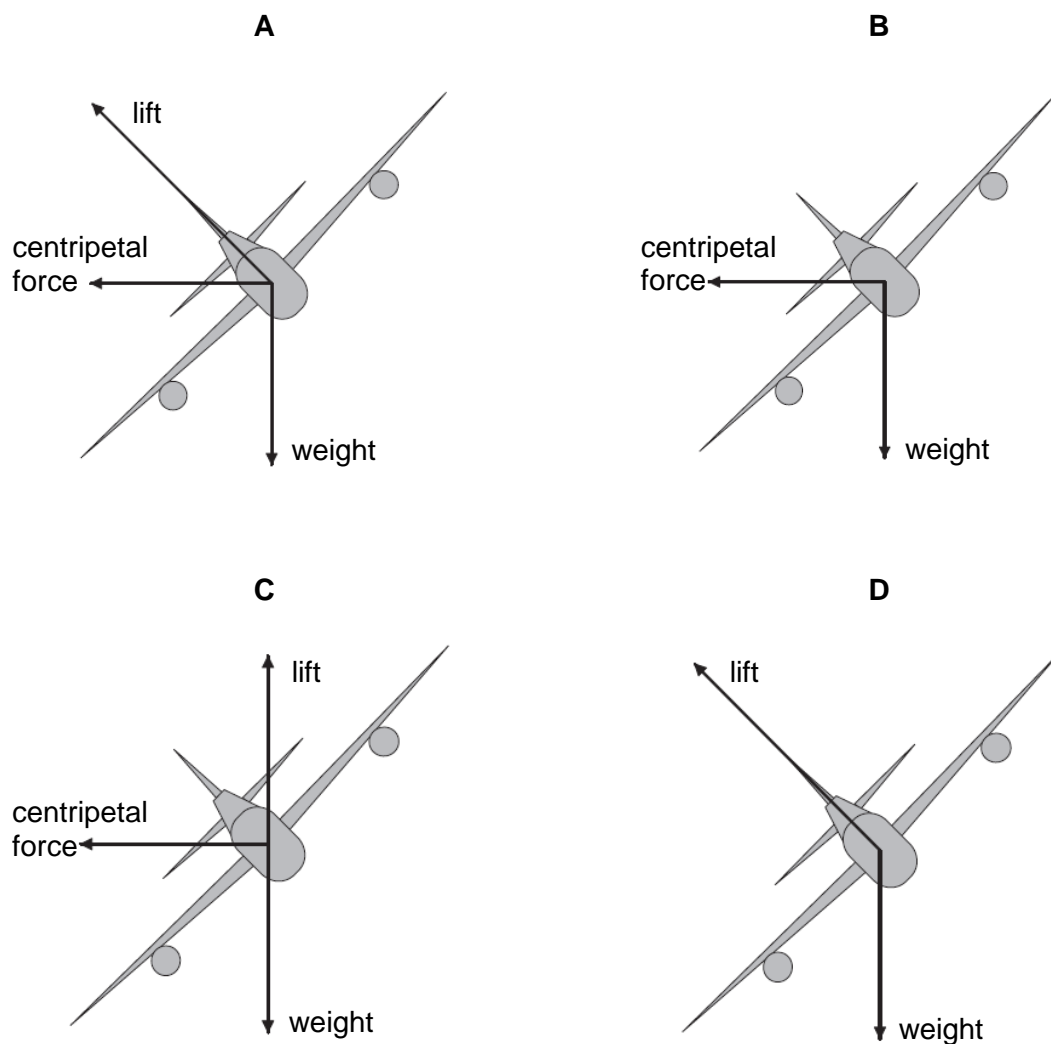 A
B
lift
centripetal
force
weight
centripetal
force
weight
C
D
lift
centripetal
force
weight
lift
weight